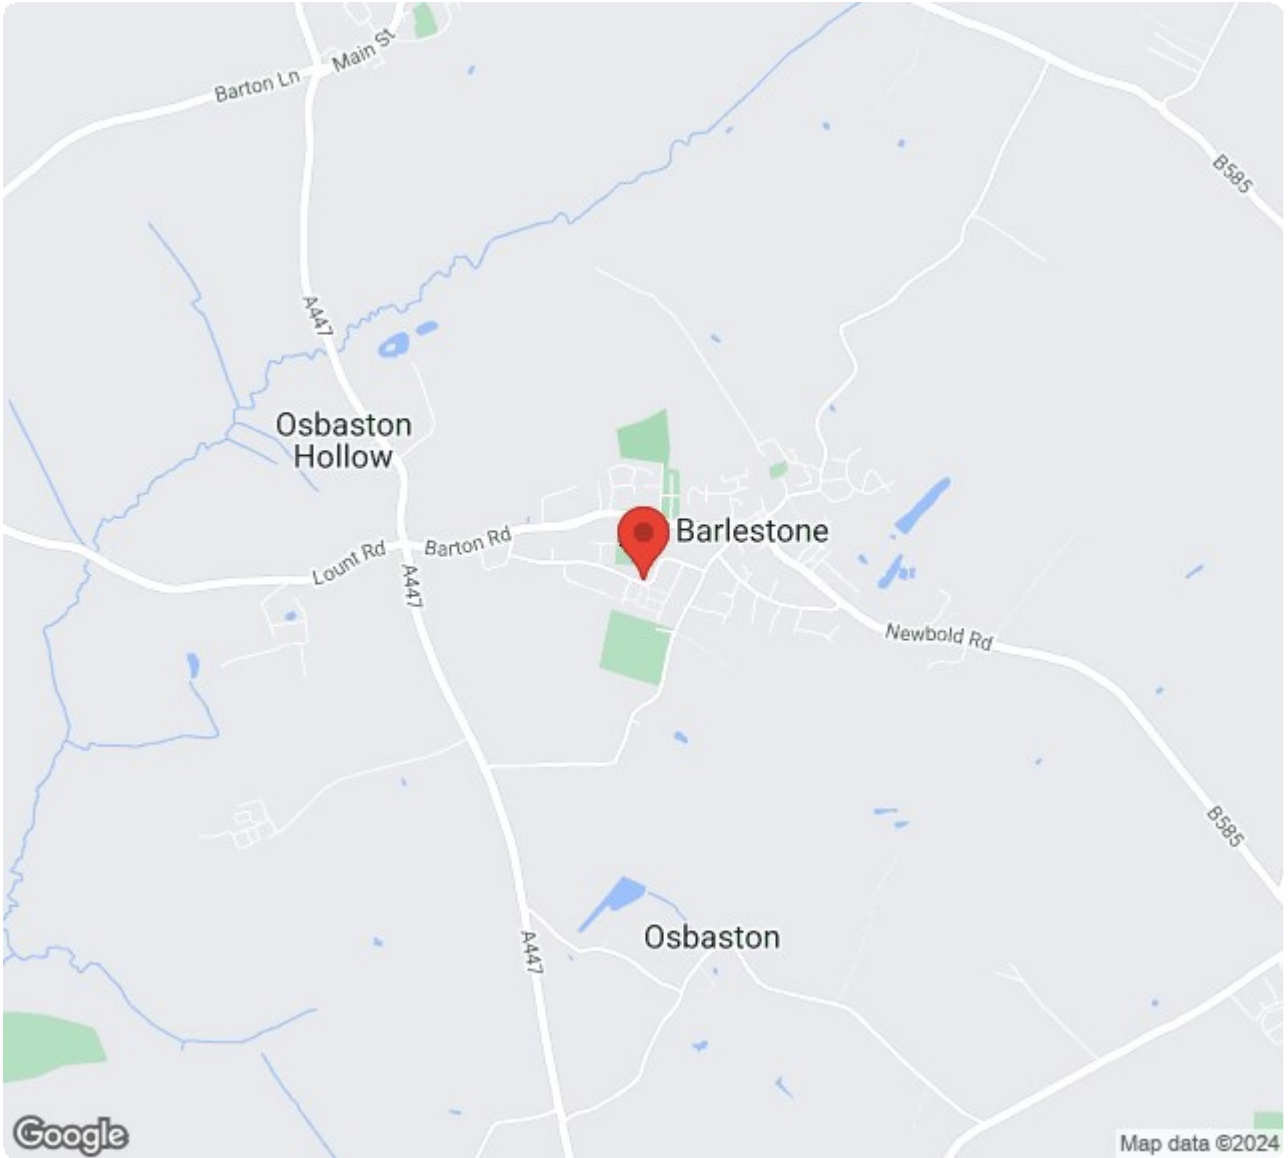 Main St
Barton Ln
B585
A447
Osbaston
Hollow
Barlestone
Barton Rd
Lount Rd
A447
Newbold Rd
B585
Osbaston
A447
Google
Map data ©2024